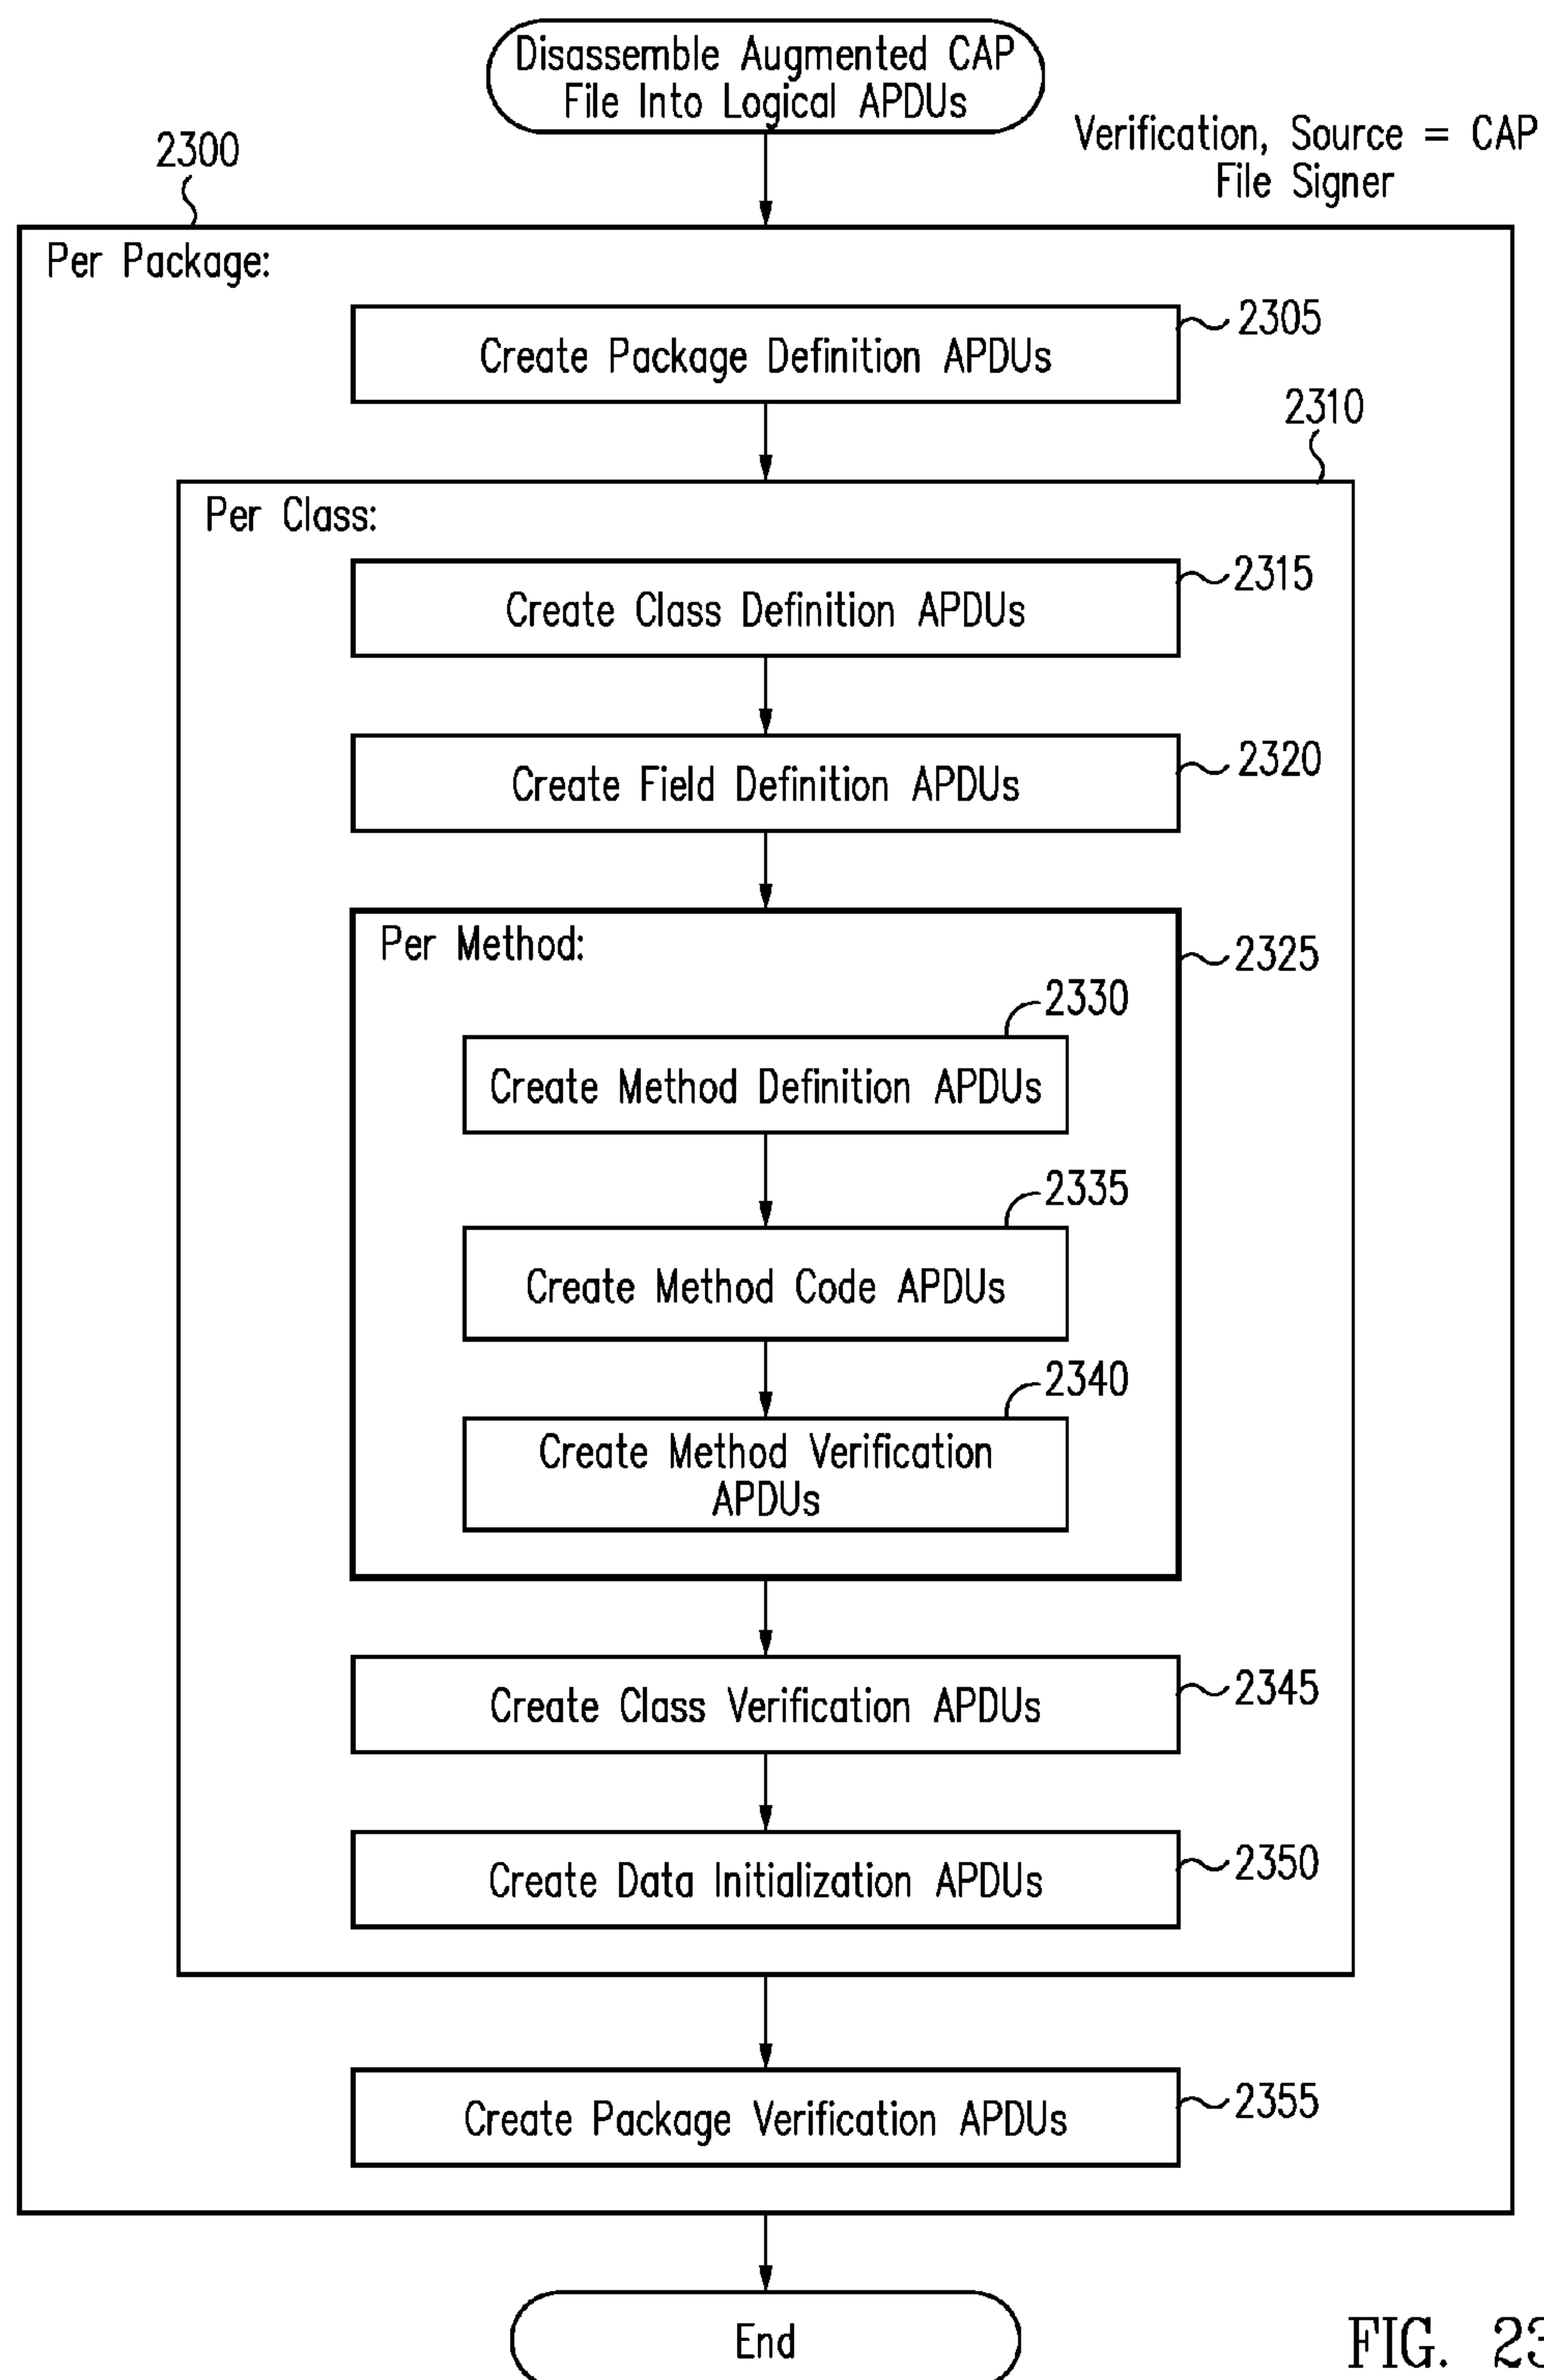 Disassemble Augmented CAP
File Into Logical APDUs
Verification, Source = CAP
File Signer
2300
Per Package:
2305
Create Package Definition APDUs
2310
Per Class:
2315
Create Class Definition APDUs
2320
Create Field Definition APDUs
Per Method:
2325
2330
Create Method Definition APDUs
2335
Create Method Code APDUs
2340
Create Method Verification
APDUs
2345
Create Class Verification APDUs
2350
Create Data Initialization APDUs
2355
Create Package Verification APDUs
End
FIG. 23